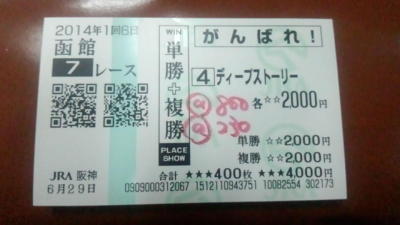 2014年1回6日
函館
7レース
WIN
単勝+複勝
PLACE
SHOW
がんばれ！
4 ディープストーリー
各☆☆2,000円
単勝 ☆☆2,000円
複勝 ☆☆2,000円
JRA 阪神
6月29日
合計 ★★★400枚 ★★★4,000円
0909000312067 1512110943751 10082554 302173